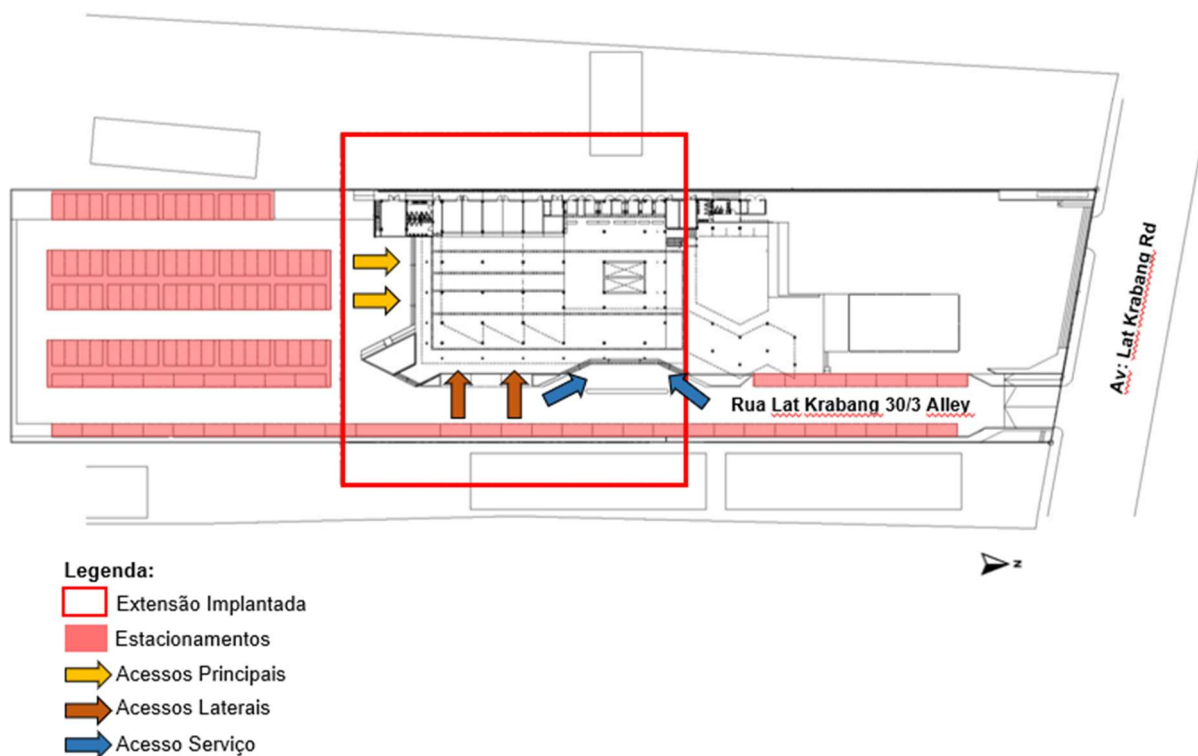 Av: Lat Krabang Rd
Rua Lat Krabang 30/3 Alley
N
Legenda:
Extensão Implantada
Estacionamentos
Acessos Principais
Acessos Laterais
Acesso Serviço